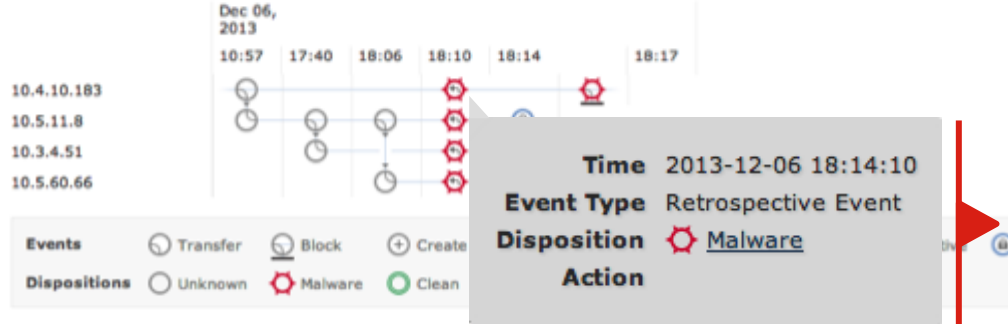 Dec 06,
2013
10:57 17:40 18:06 18:10 18:14 18:17
10.4.10.183
10.5.11.8
10.3.4.51
10.5.60.66
Time 2013-12-06 18:14:10
Event Type Retrospective Event
Disposition Malware
Action
Events Transfer Block Create
Dispositions Unknown Malware Clean